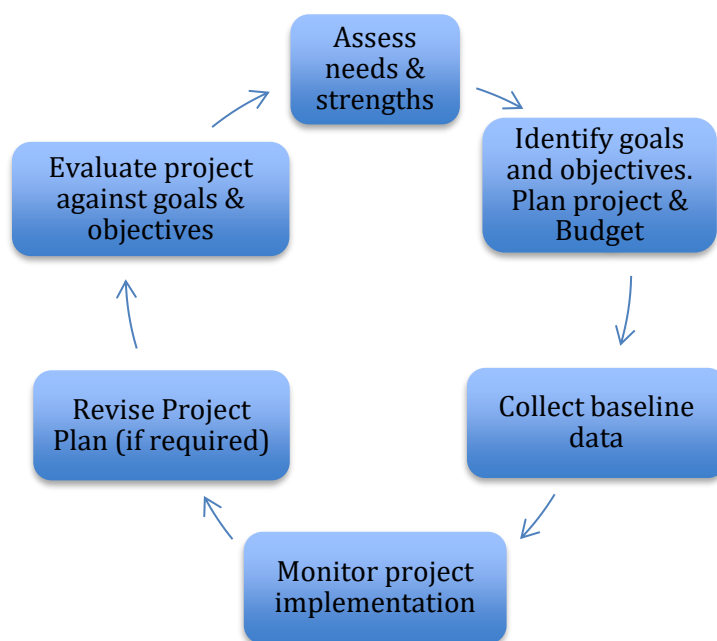 Assess
needs &
strengths
Identify goals
and objectives.
Plan project &
Budget
Collect baseline
data
Monitor project
implementation
Revise Project
Plan (if required)
Evaluate project
against goals &
objectives